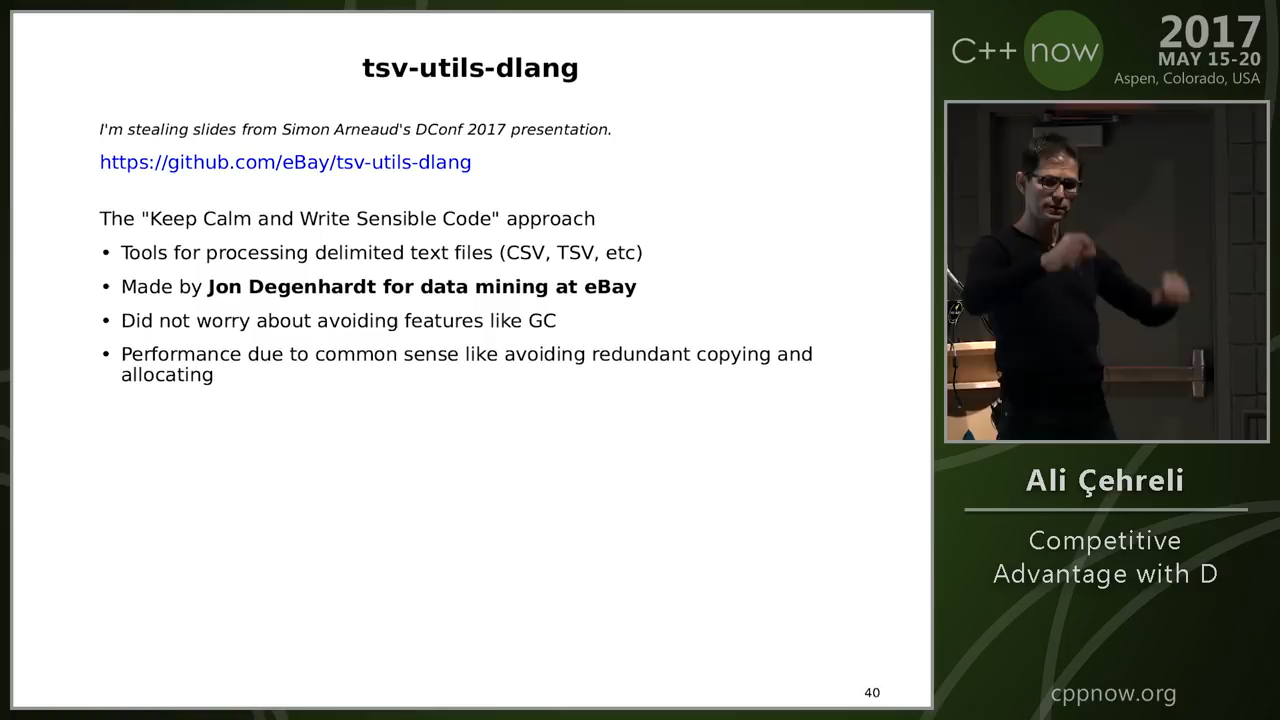 tsv-utils-dlang
I'm stealing slides from Simon Arneaud's DConf 2017 presentation.
https://github.com/eBay/tsv-utils-dlang
The "Keep Calm and Write Sensible Code" approach
• Tools for processing delimited text files (CSV, TSV, etc)
• Made by Jon Degenhardt for data mining at eBay
• Did not worry about avoiding features like GC
• Performance due to common sense like avoiding redundant copying and
allocating
40
C++ now
2017
MAY 15-20
Aspen, Colorado, USA
Ali Çehreli
Competitive
Advantage with D
cppnow.org